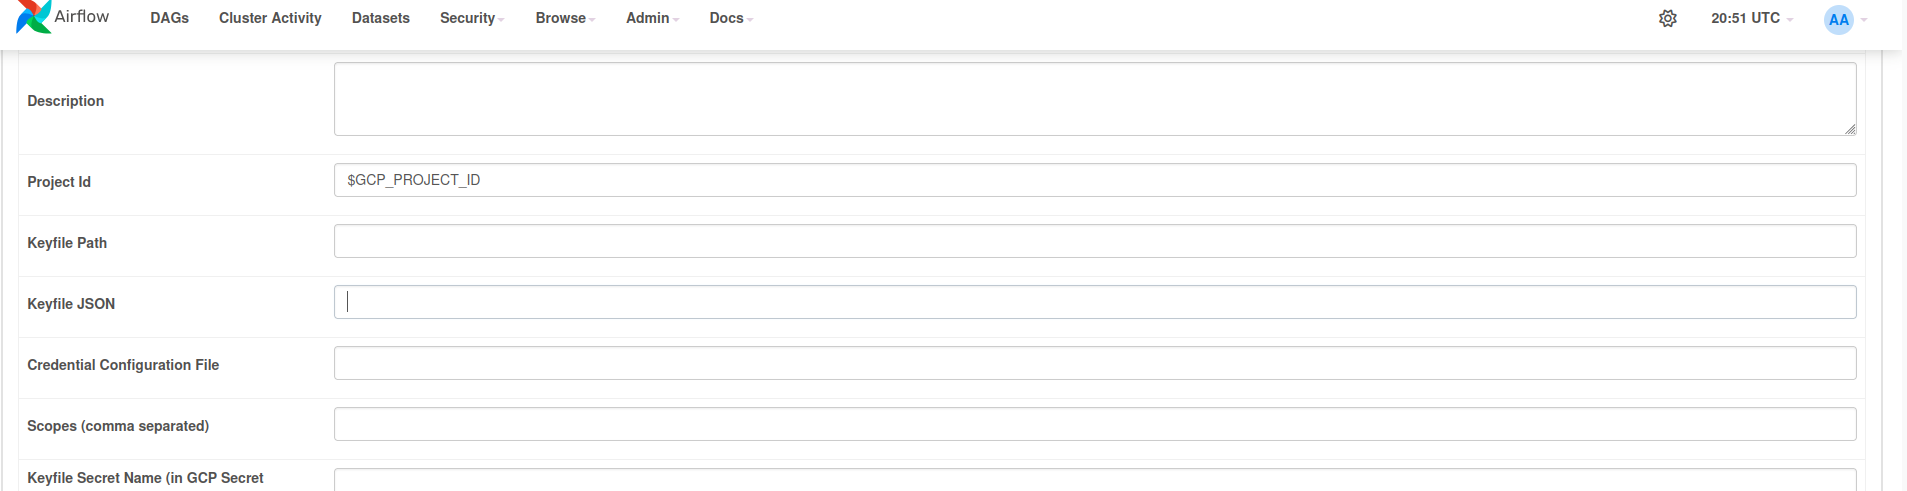 Airflow DAGs Cluster Activity Datasets Security Browse Admin Docs 20:51 UTC AA
Description
Project Id $GCP_PROJECT_ID
Keyfile Path
Keyfile JSON
Credential Configuration File
Scopes (comma separated)
Keyfile Secret Name (in GCP Secret